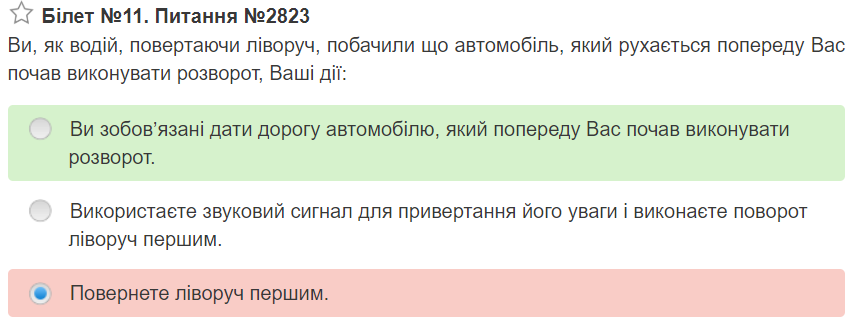 Білет №11. Питання №2823
Ви, як водій, повертаючи ліворуч, побачили що автомобіль, який рухається попереду Вас
почав виконувати розворот, Ваші дії:
Ви зобов’язані дати дорогу автомобілю, який попереду Вас почав виконувати
розворот.
Використаєте звуковий сигнал для привертання його уваги і виконаєте поворот
ліворуч першим.
Повернете ліворуч першим.